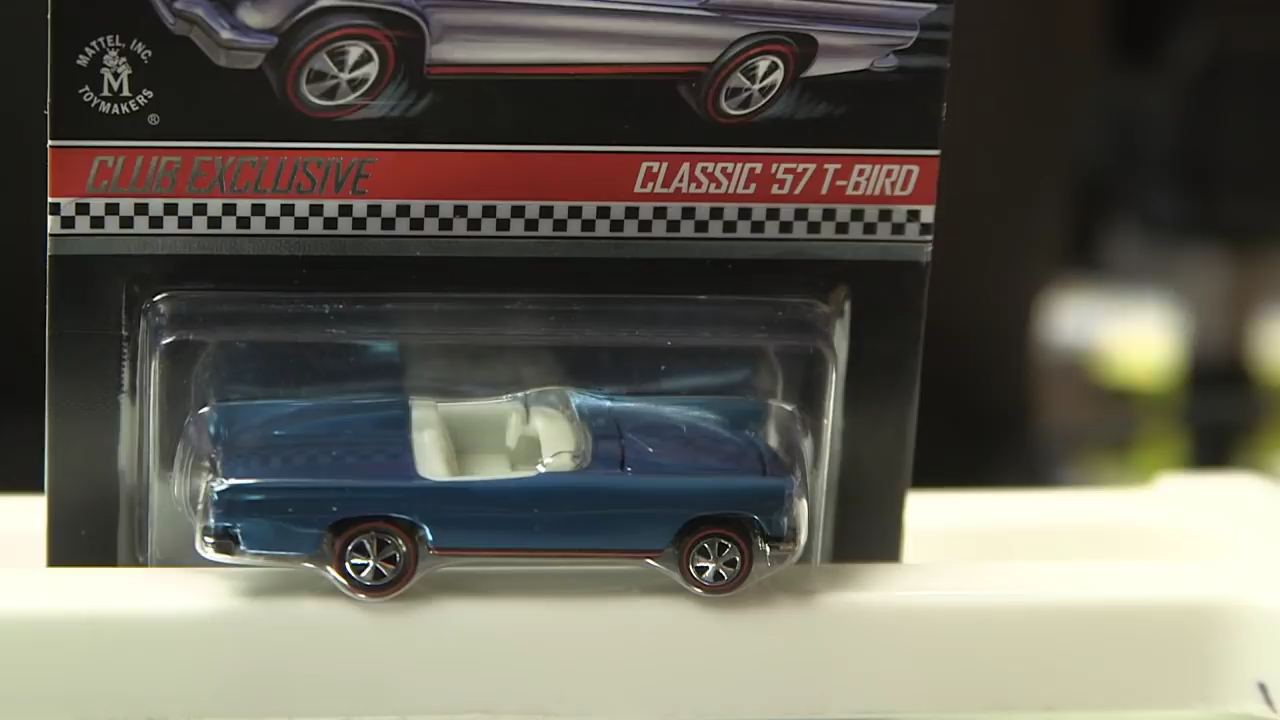 MATTEL, INC.
M
TOYMAKERS
®
CLUB EXCLUSIVE
CLASSIC '57 T-BIRD